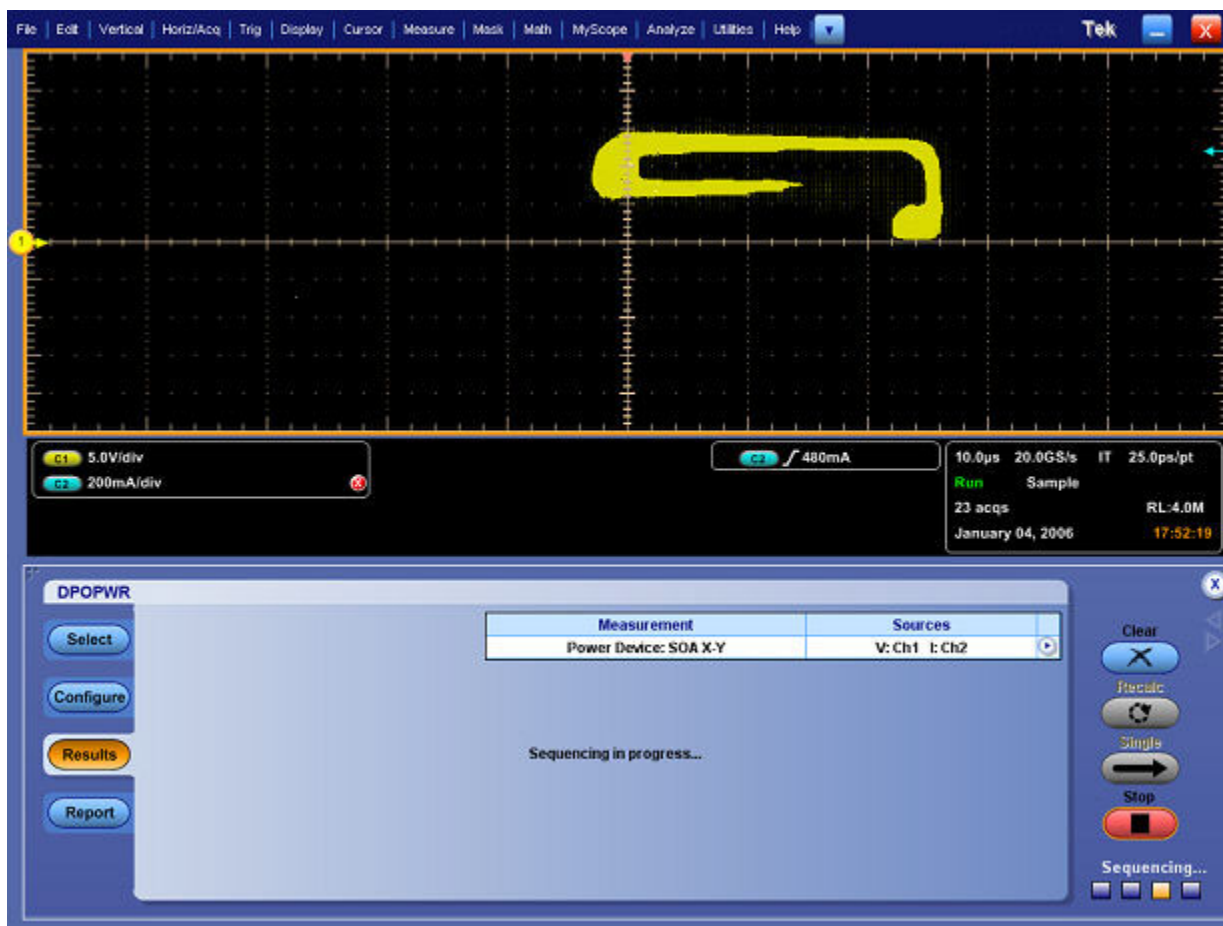 File | Edit | Vertical | Horiz/Acq | Trig | Display | Cursor | Measure | Mask | Math | MyScope | Analyze | Utilities | Help
Tek
X
1
C1 5.0V/div
C2 200mA/div
C2 480mA
10.0µs 20.0GS/s IT 25.0ps/pt
Run Sample
23 acqs RL:4.0M
January 04, 2006 17:52:19
DPOPWR
X
Select
Configure
Results
Report
Measurement Sources
Power Device: SOA X-Y V: Ch1 I: Ch2
Sequencing in progress...
Clear
Recalc
Single
Stop
Sequencing...